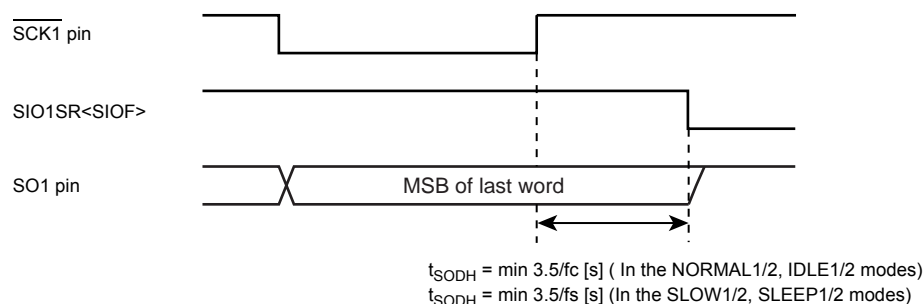 SCK1 pin
SIO1SR<SIOF>
SO1 pin
MSB of last word
tSODH = min 3.5/fc [s] ( In the NORMAL1/2, IDLE1/2 modes)
tSODH = min 3.5/fs [s] (In the SLOW1/2, SLEEP1/2 modes)